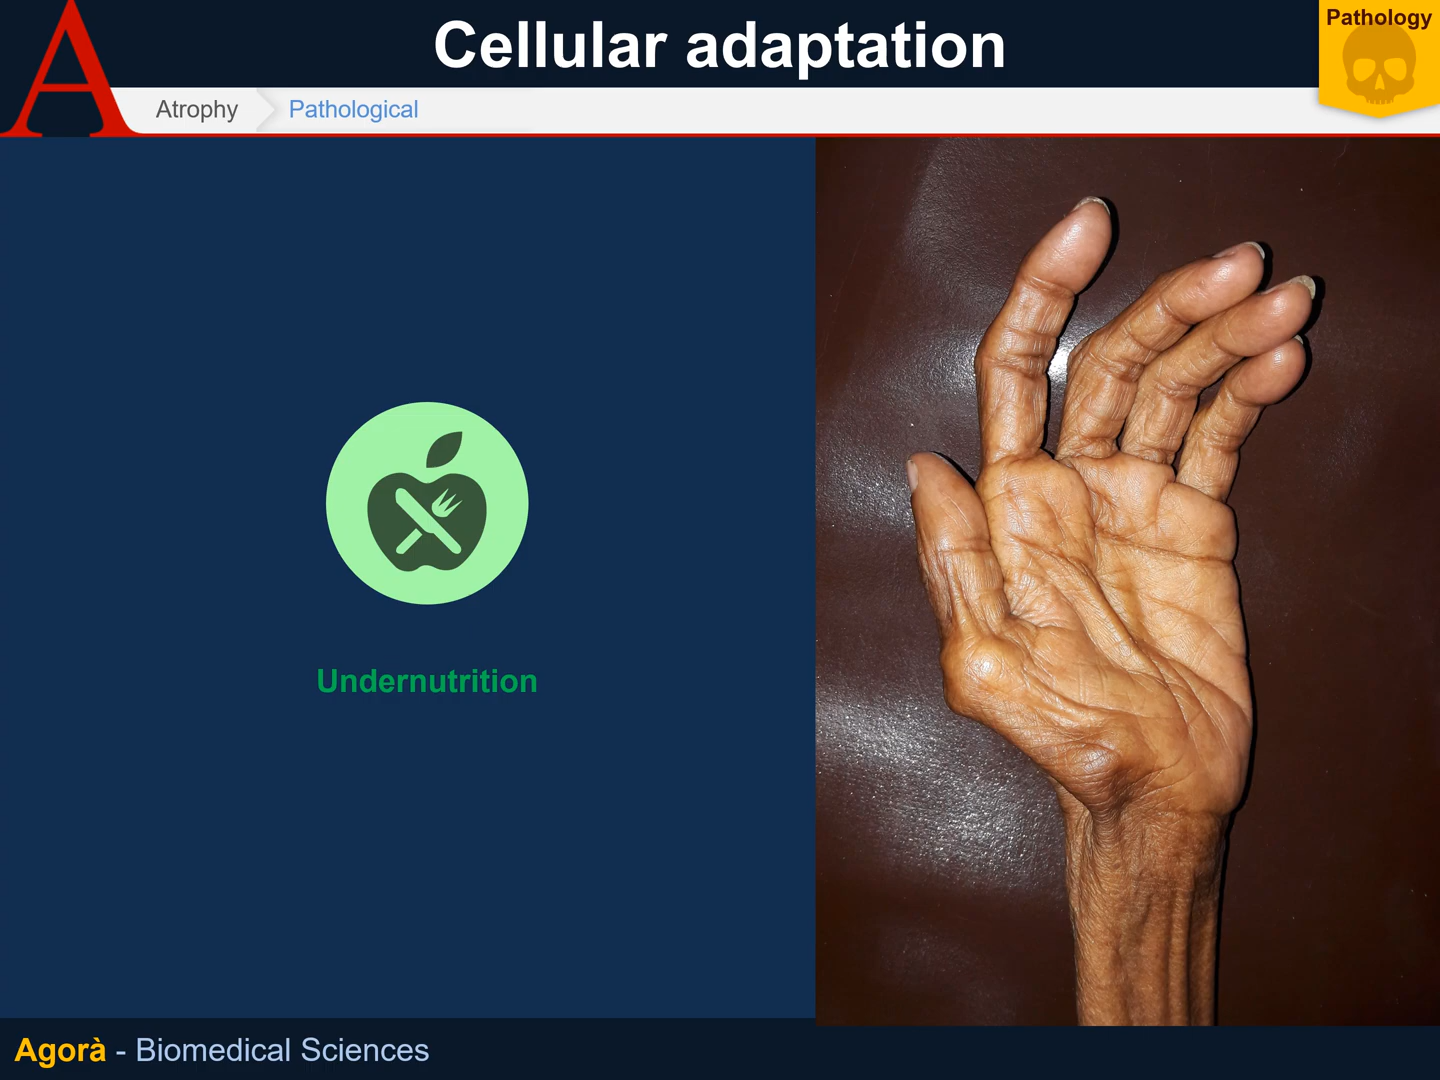 Cellular adaptation
Pathology
A
Atrophy
Pathological
Undernutrition
Agorà - Biomedical Sciences